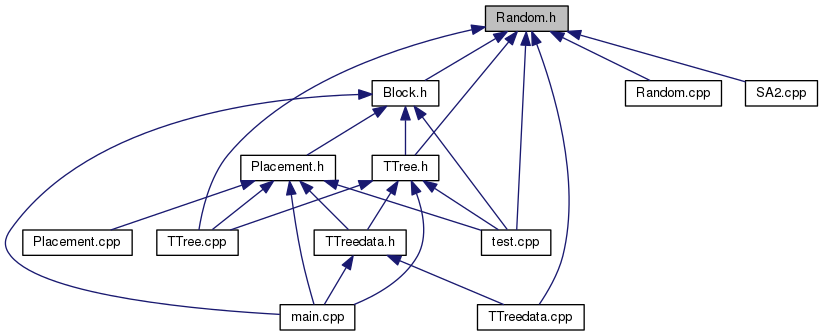 Random.h
Block.h
Random.cpp
SA2.cpp
Placement.h
TTree.h
Placement.cpp
TTree.cpp
TTreedata.h
test.cpp
main.cpp
TTreedata.cpp